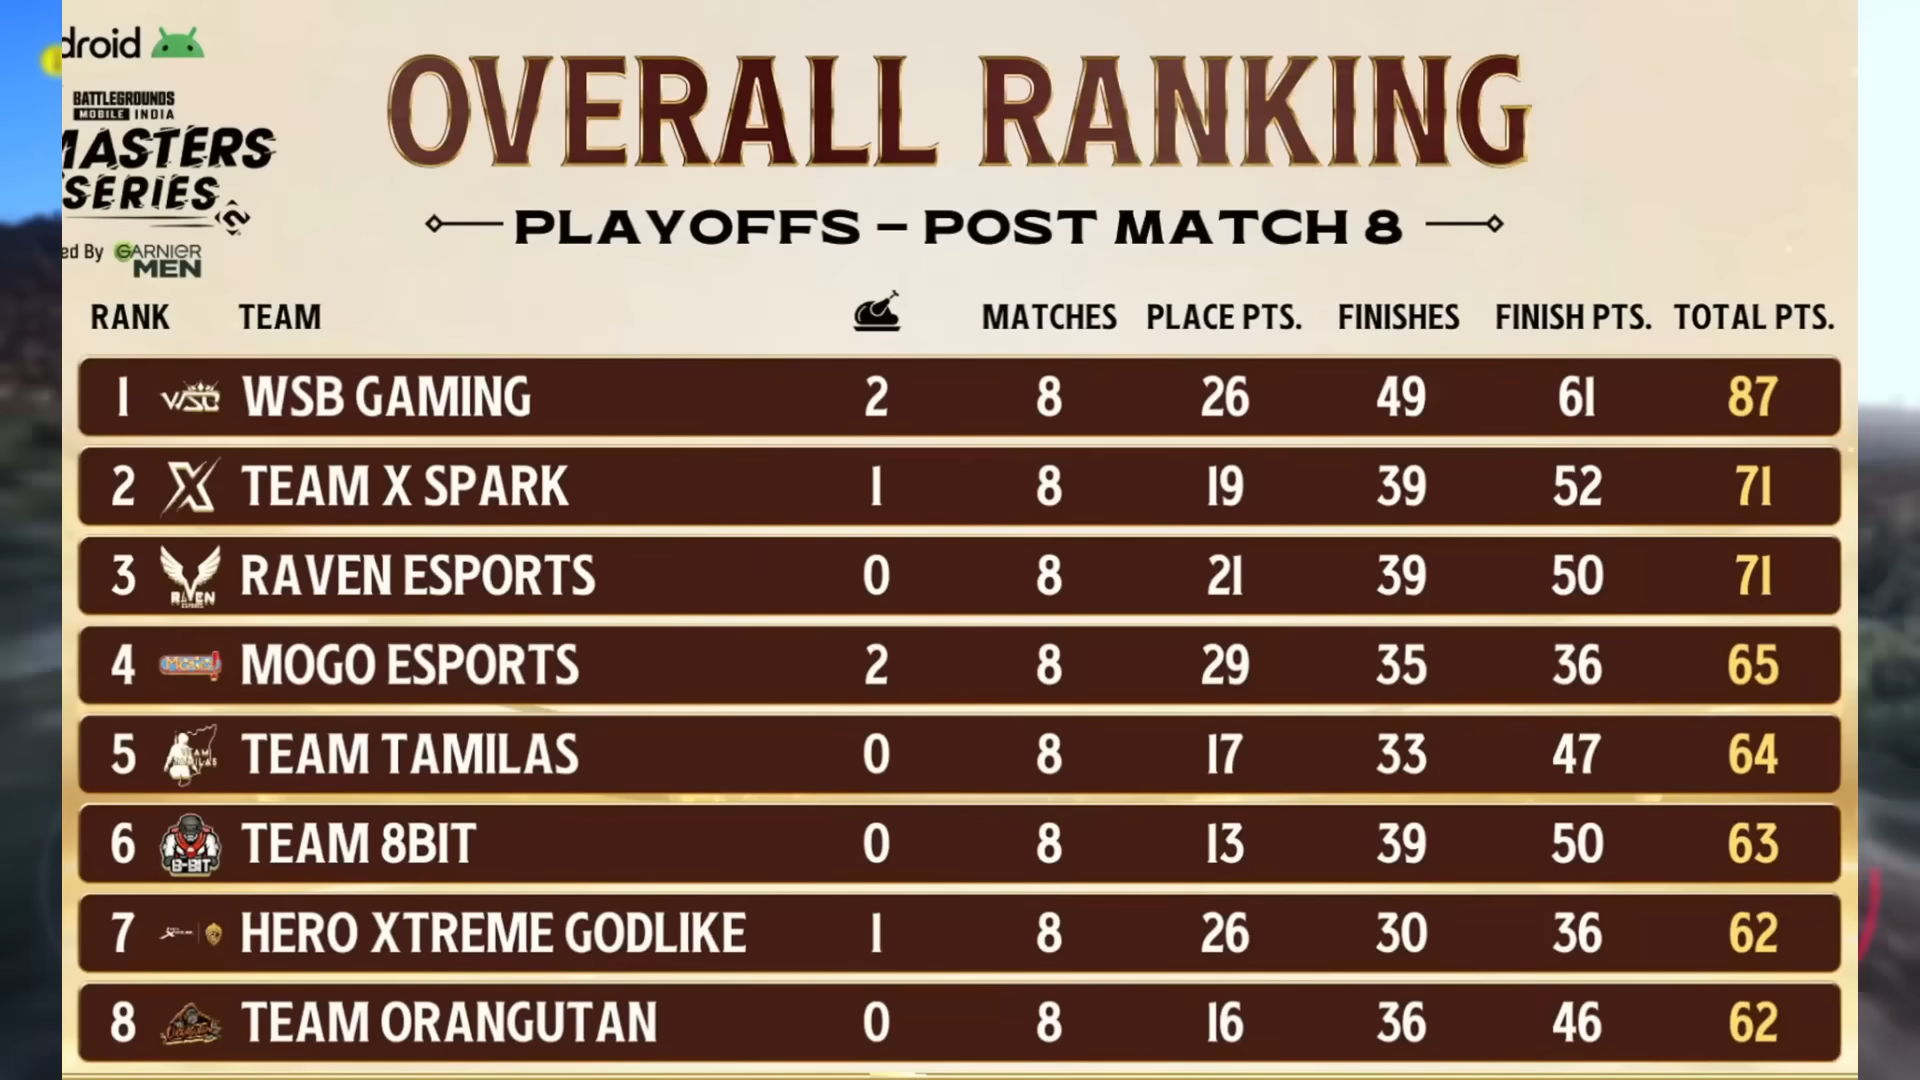 droid
BATTLEGROUNDS
MOBILE INDIA
MASTERS
SERIES
ed By GARNIER
MEN
OVERALL RANKING
PLAYOFFS – POST MATCH 8
RANK TEAM MATCHES PLACE PTS. FINISHES FINISH PTS. TOTAL PTS.
1 WSB GAMING 2 8 26 49 61 87
2 X TEAM X SPARK 1 8 19 39 52 71
3 RAVEN ESPORTS 0 8 21 39 50 71
4 MOGO ESPORTS 2 8 29 35 36 65
5 TEAM TAMILAS 0 8 17 33 47 64
6 8-BIT TEAM 8BIT 0 8 13 39 50 63
7 HERO XTREME GODLIKE 1 8 26 30 36 62
8 TEAM ORANGUTAN 0 8 16 36 46 62